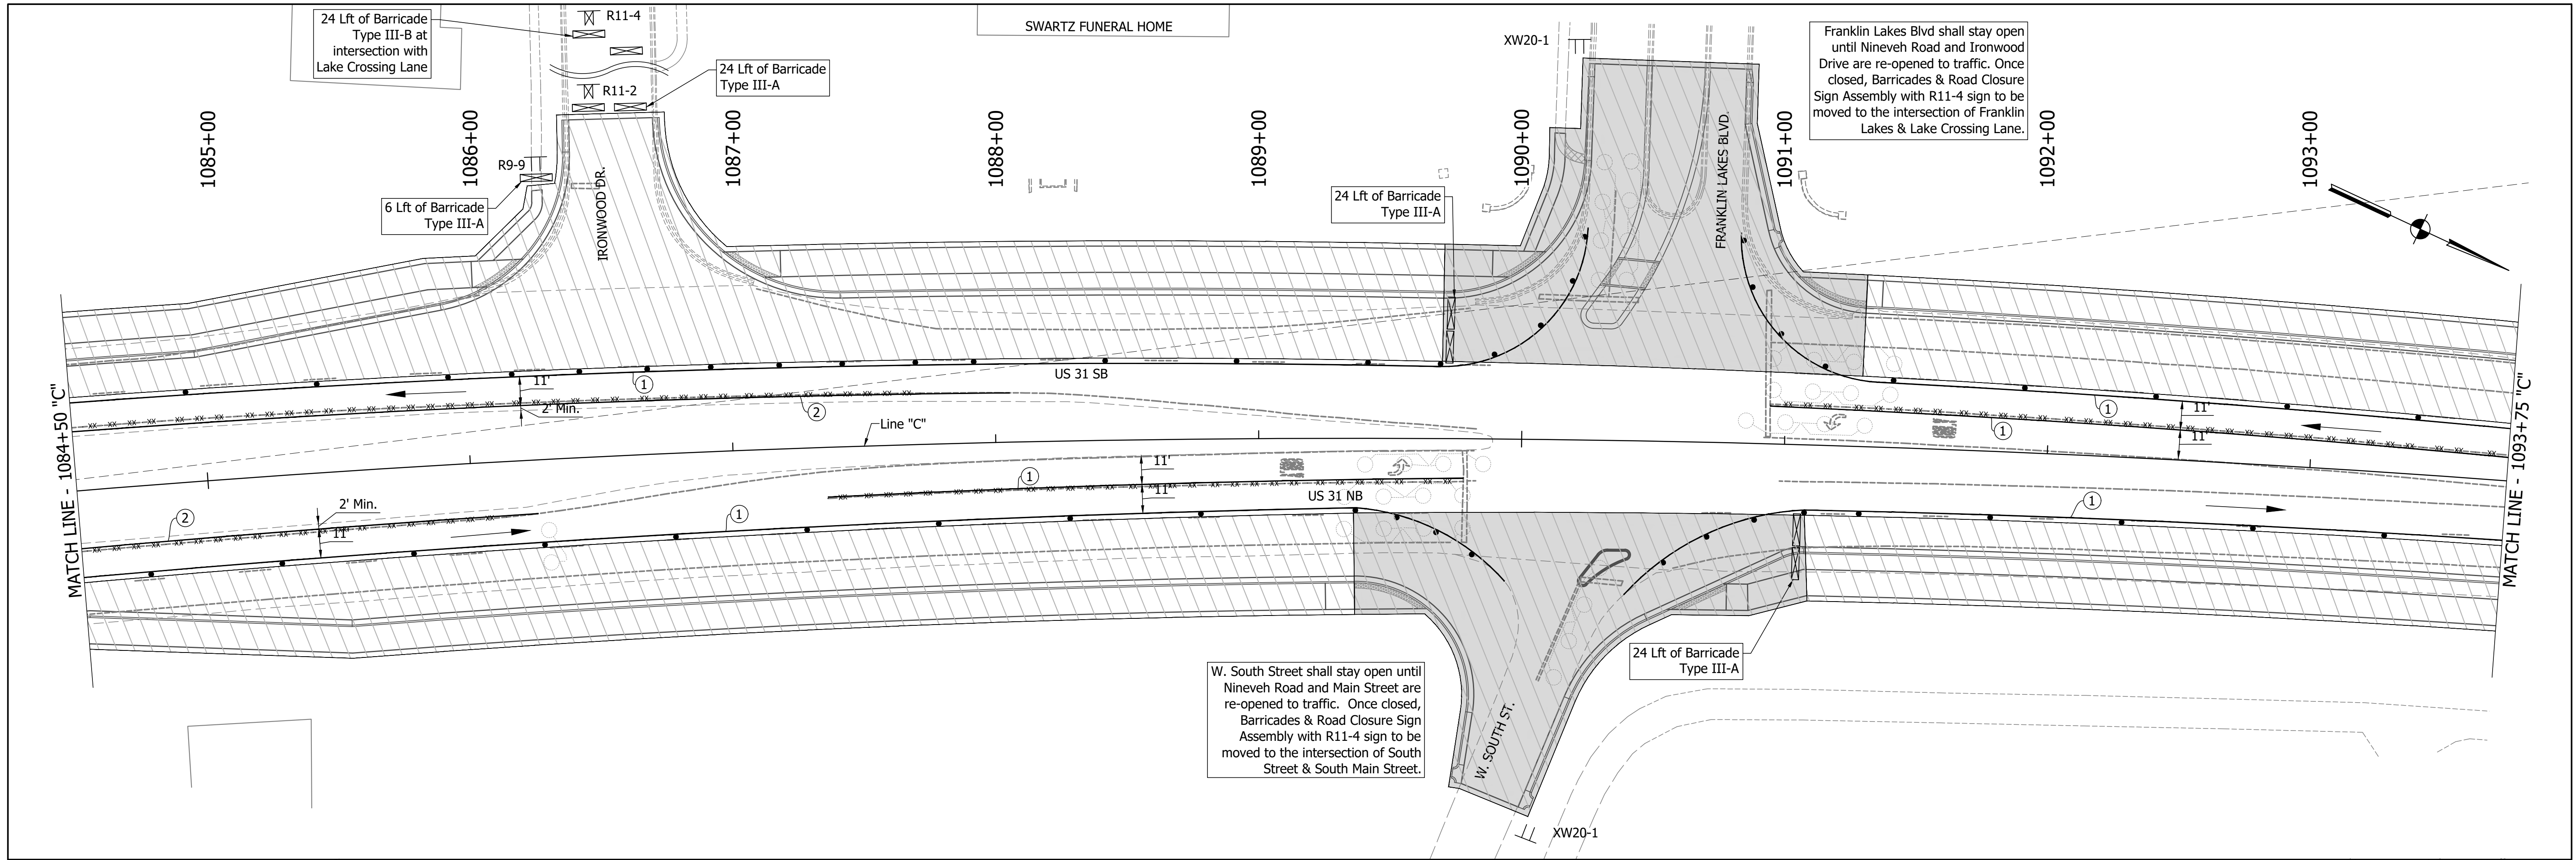 24 Lft of Barricade
Type III-B at
intersection with
Lake Crossing Lane
R11-4
SWARTZ FUNERAL HOME
XW20-1
Franklin Lakes Blvd shall stay open
until Nineveh Road and Ironwood
Drive are re-opened to traffic. Once
closed, Barricades & Road Closure
Sign Assembly with R11-4 sign to be
moved to the intersection of Franklin
Lakes & Lake Crossing Lane.
24 Lft of Barricade
Type III-A
R11-2
1085+00
1086+00
1087+00
1088+00
1089+00
1090+00
1091+00
1092+00
1093+00
R9-9
6 Lft of Barricade
Type III-A
IRONWOOD DR.
24 Lft of Barricade
Type III-A
FRANKLIN LAKES BLVD.
MATCH LINE - 1084+50 "C"
US 31 SB
1
11'
2' Min.
2
Line "C"
1
11'
1
11'
MATCH LINE - 1093+75 "C"
11'
1
11'
US 31 NB
2' Min.
2
11'
1
1
24 Lft of Barricade
Type III-A
W. South Street shall stay open until
Nineveh Road and Main Street are
re-opened to traffic. Once closed,
Barricades & Road Closure Sign
Assembly with R11-4 sign to be
moved to the intersection of South
Street & South Main Street.
W. SOUTH ST.
XW20-1